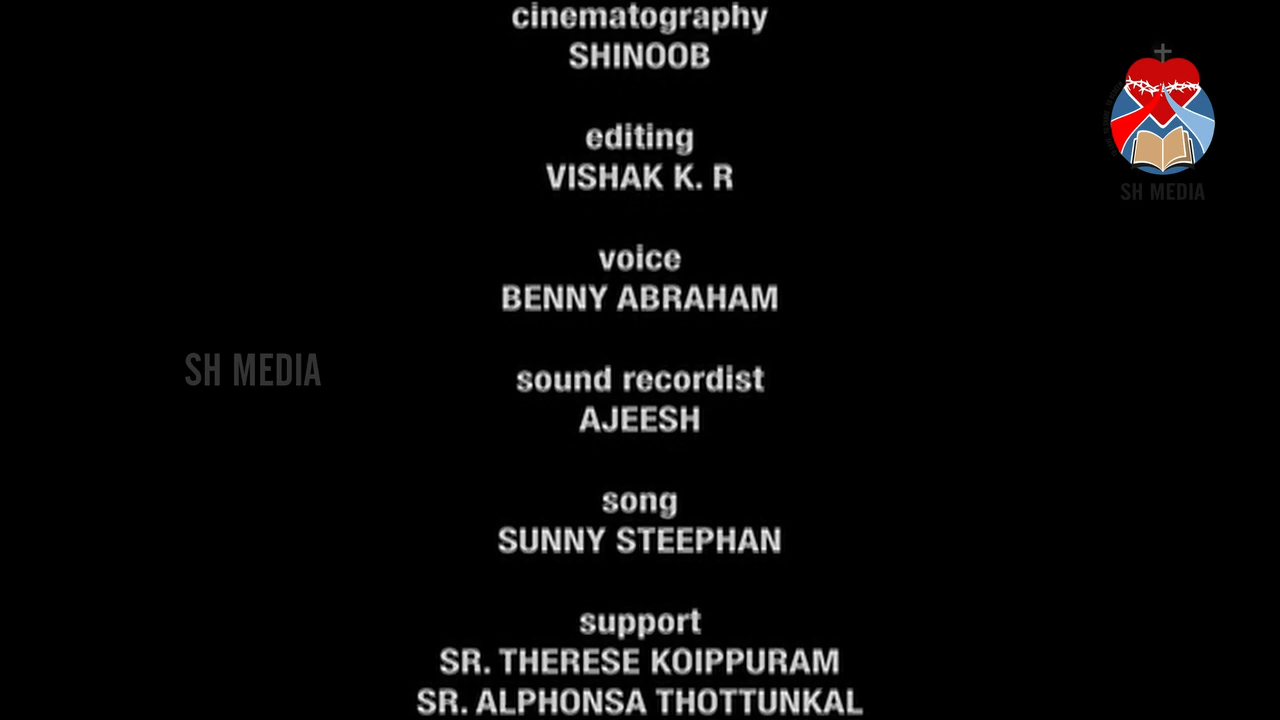 cinematography
SHINOOB
editing
VISHAK K. R
voice
BENNY ABRAHAM
sound recordist
AJEESH
song
SUNNY STEEPHAN
support
SR. THERESE KOIPPURAM
SR. ALPHONSA THOTTUNKAL
SH MEDIA
SH MEDIA